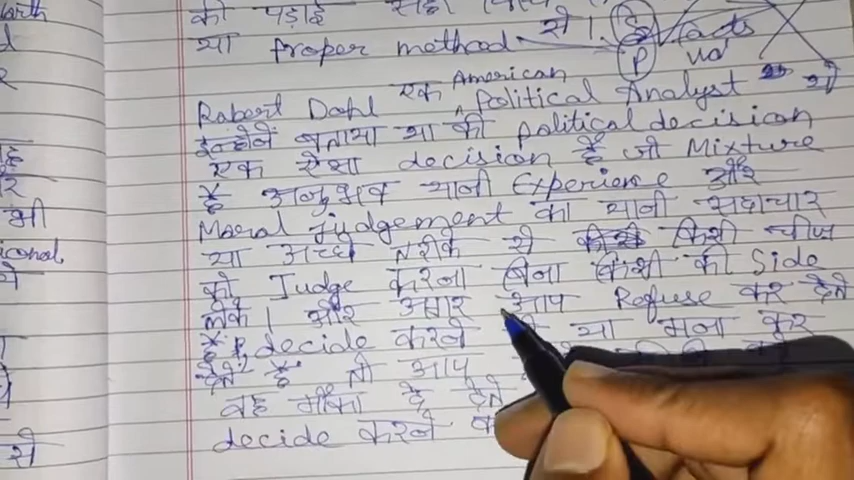 की पढ़ाई
था proper method से। S facts
P
Robert Dahl एक American Political Analyst थे
इन्होंने बताया था की political decision
एक ऐसा decision है जो Mixture
है अनुभव यानी Experience और
Moral Judgement का यानी सदाचार
या अच्छे तरीके से किसी चीज
को Judge करना बिना किसी की Side
लेके। और अगर आप Refuse कर देते
है decide करने से या मना कर
देते है तो आप
वह मौका दे देते
decide करने का